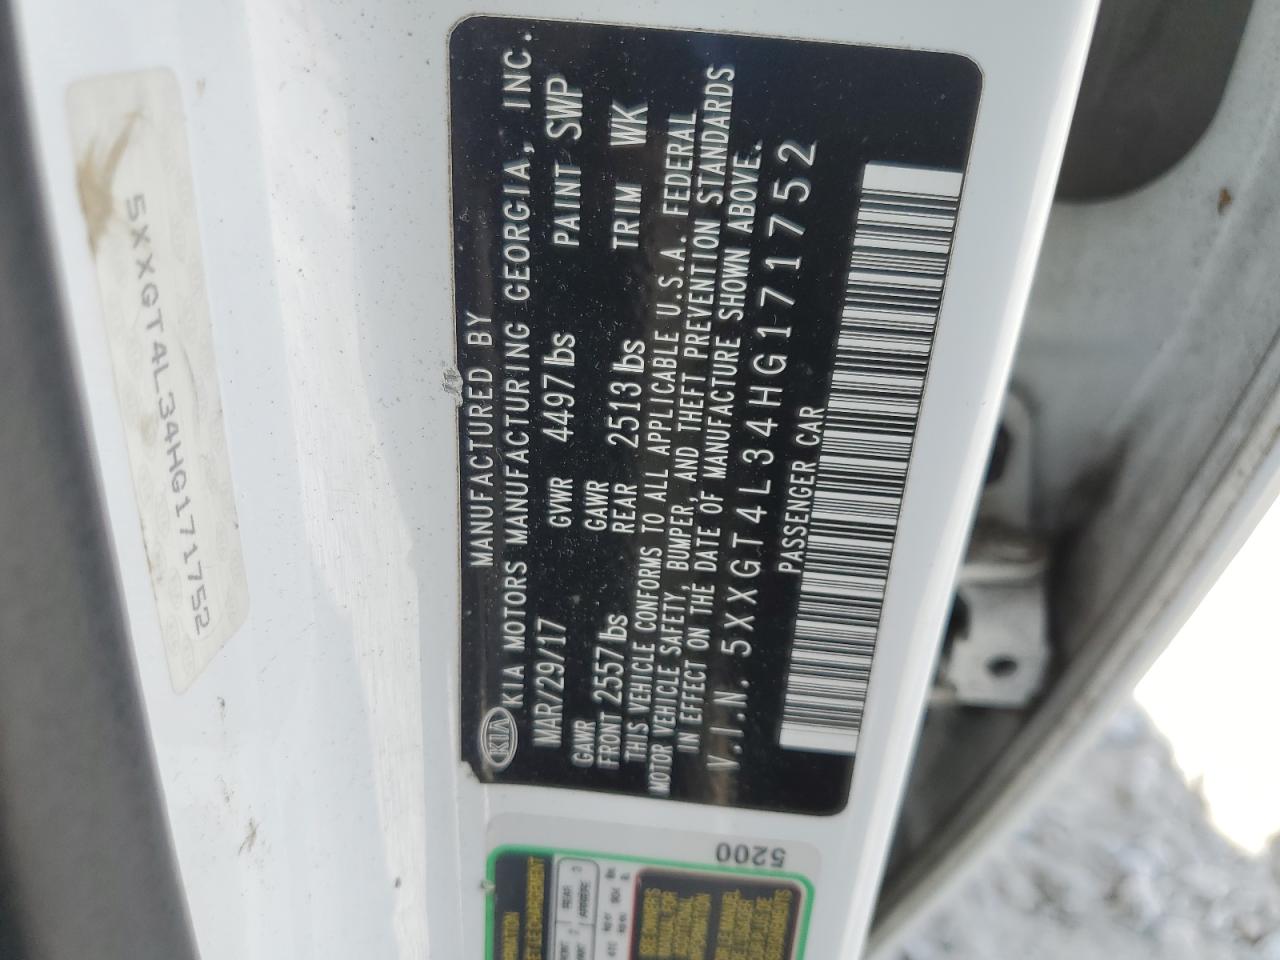 5XXGT4L34HG171752
MANUFACTURED BY
KIA KIA MOTORS MANUFACTURING GEORGIA, INC.
MAR/29/17 GVWR 4497 lbs PAINT SWP
GAWR GAWR
FRONT 2557 lbs REAR 2513 lbs TRIM WK
THIS VEHICLE CONFORMS TO ALL APPLICABLE U.S.A. FEDERAL
MOTOR VEHICLE SAFETY, BUMPER, AND THEFT PREVENTION STANDARDS
IN EFFECT ON THE DATE OF MANUFACTURE SHOWN ABOVE.
V.I.N. 5XXGT4L34HG171752
PASSENGER CAR
5200